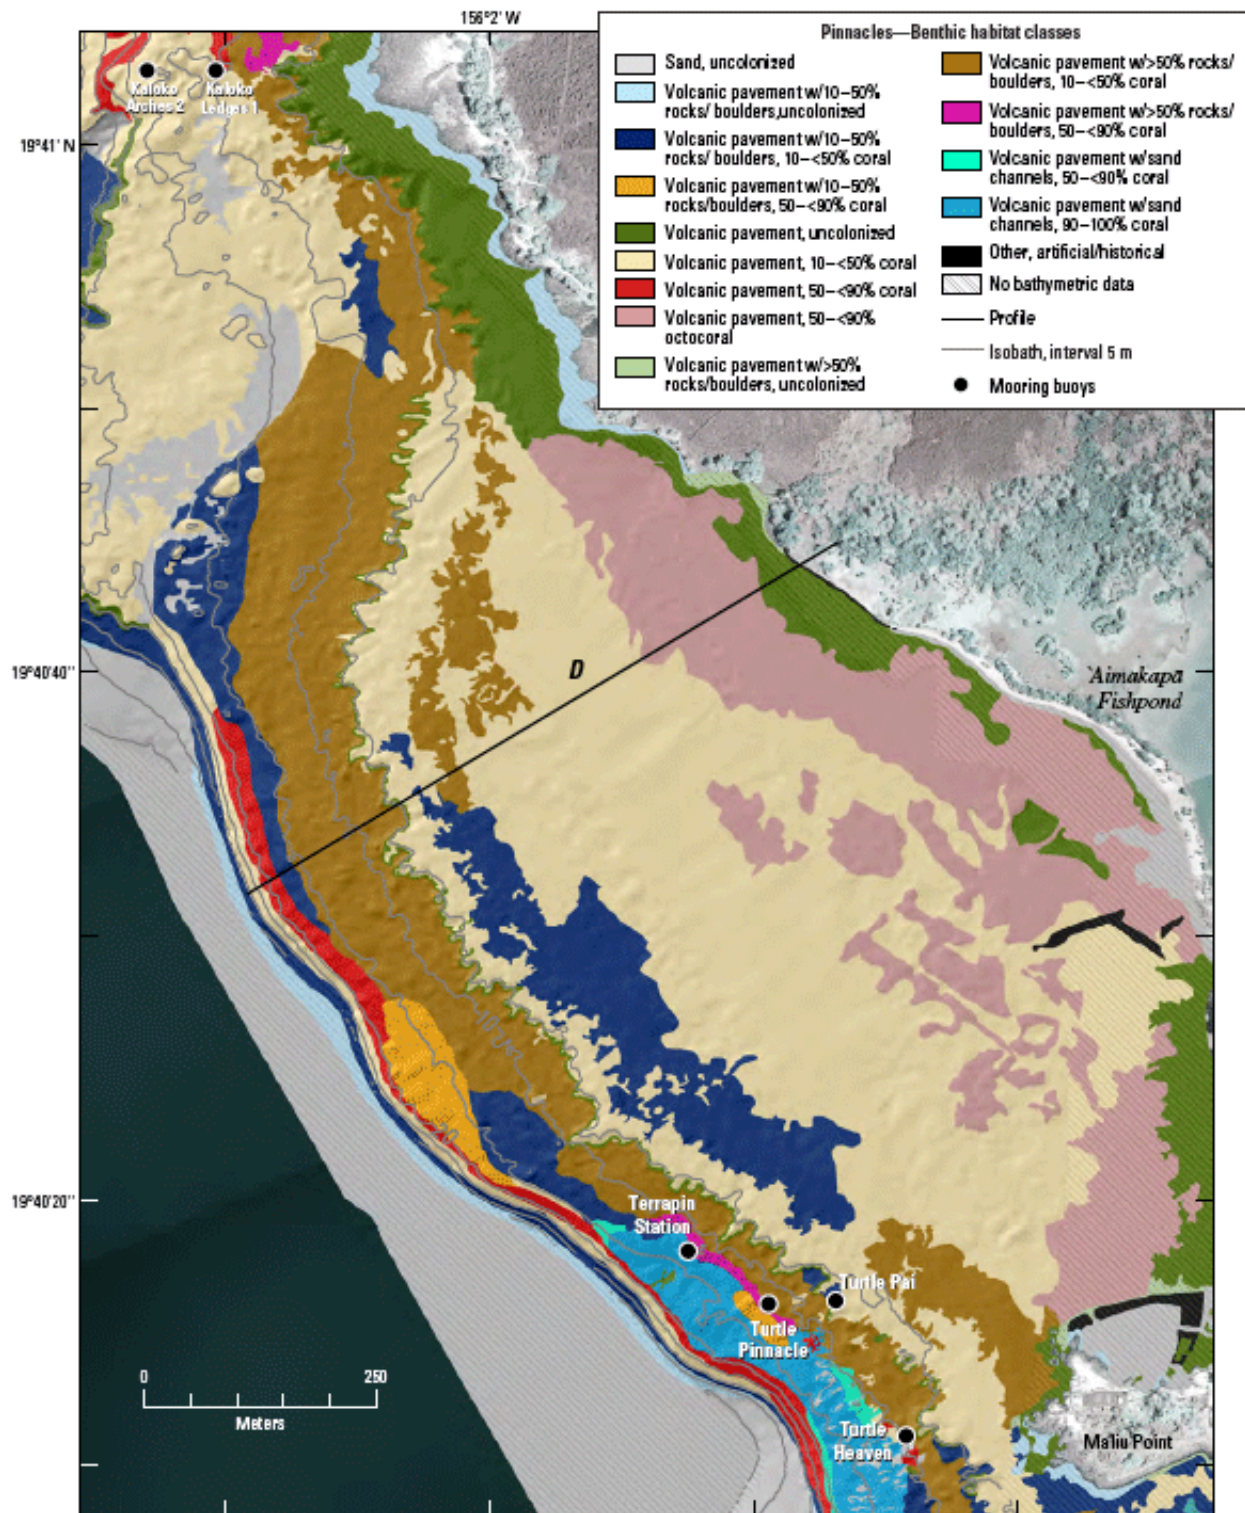 156°2' W
Pinnacles—Benthic habitat classes
Sand, uncolonized
Volcanic pavement w/10–50%
rocks/ boulders,uncolonized
Volcanic pavement w/10–50%
rocks/ boulders, 10–<50% coral
Volcanic pavement w/10–50%
rocks/boulders, 50–<90% coral
Volcanic pavement, uncolonized
Volcanic pavement, 10–<50% coral
Volcanic pavement, 50–<90% coral
Volcanic pavement, 50–<90%
octocoral
Volcanic pavement w/>50%
rocks/boulders, uncolonized
Volcanic pavement w/>50% rocks/
boulders, 10–<50% coral
Volcanic pavement w/>50% rocks/
boulders, 50–<90% coral
Volcanic pavement w/sand
channels, 50–<90% coral
Volcanic pavement w/sand
channels, 90–100% coral
Other, artificial/historical
No bathymetric data
Profile
Isobath, interval 5 m
Mooring buoys
Kaloko
Arches 2
Kaloko
Ledges 1
19°41' N
19°40'40"
D
'Aimakapā
Fishpond
10
20
19°40'20"
Terrapin
Station
Turtle Pai
Turtle
Pinnacle
0
250
Meters
Turtle
Heaven
Maliu Point